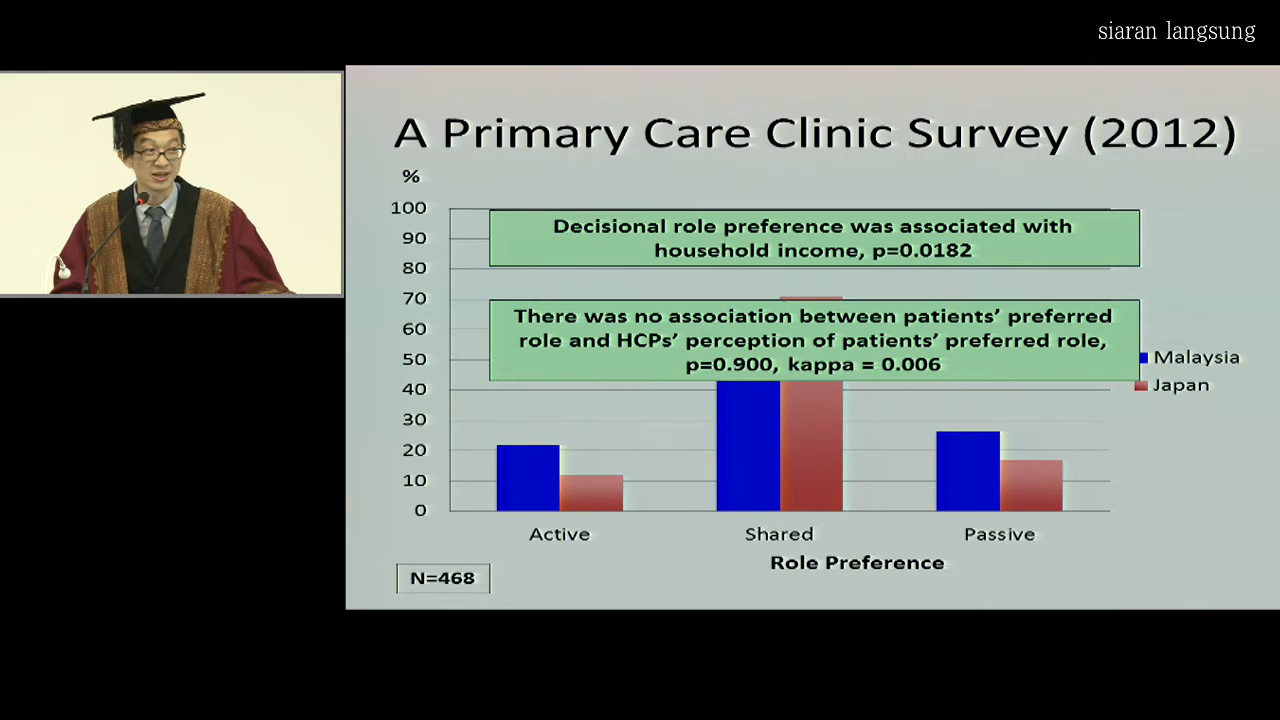 siaran langsung
A Primary Care Clinic Survey (2012)
%
100
90
80
70
60
50
40
30
20
10
0
Decisional role preference was associated with
household income, p=0.0182
There was no association between patients’ preferred
role and HCPs’ perception of patients’ preferred role,
p=0.900, kappa = 0.006
Malaysia
Japan
Active Shared Passive
Role Preference
N=468